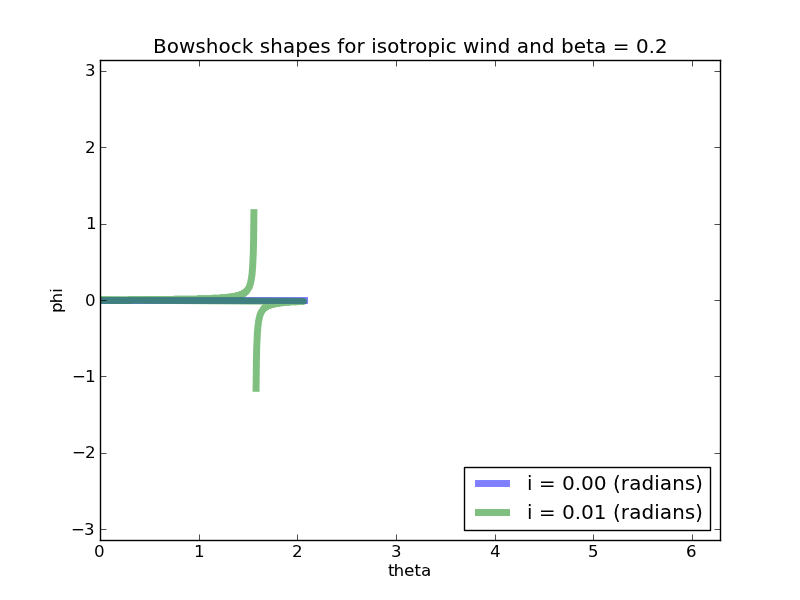 Bowshock shapes for isotropic wind and beta = 0.2
3
2
1
0
−1
−2
−3
phi
i = 0.00 (radians)
i = 0.01 (radians)
0 1 2 3 4 5 6
theta